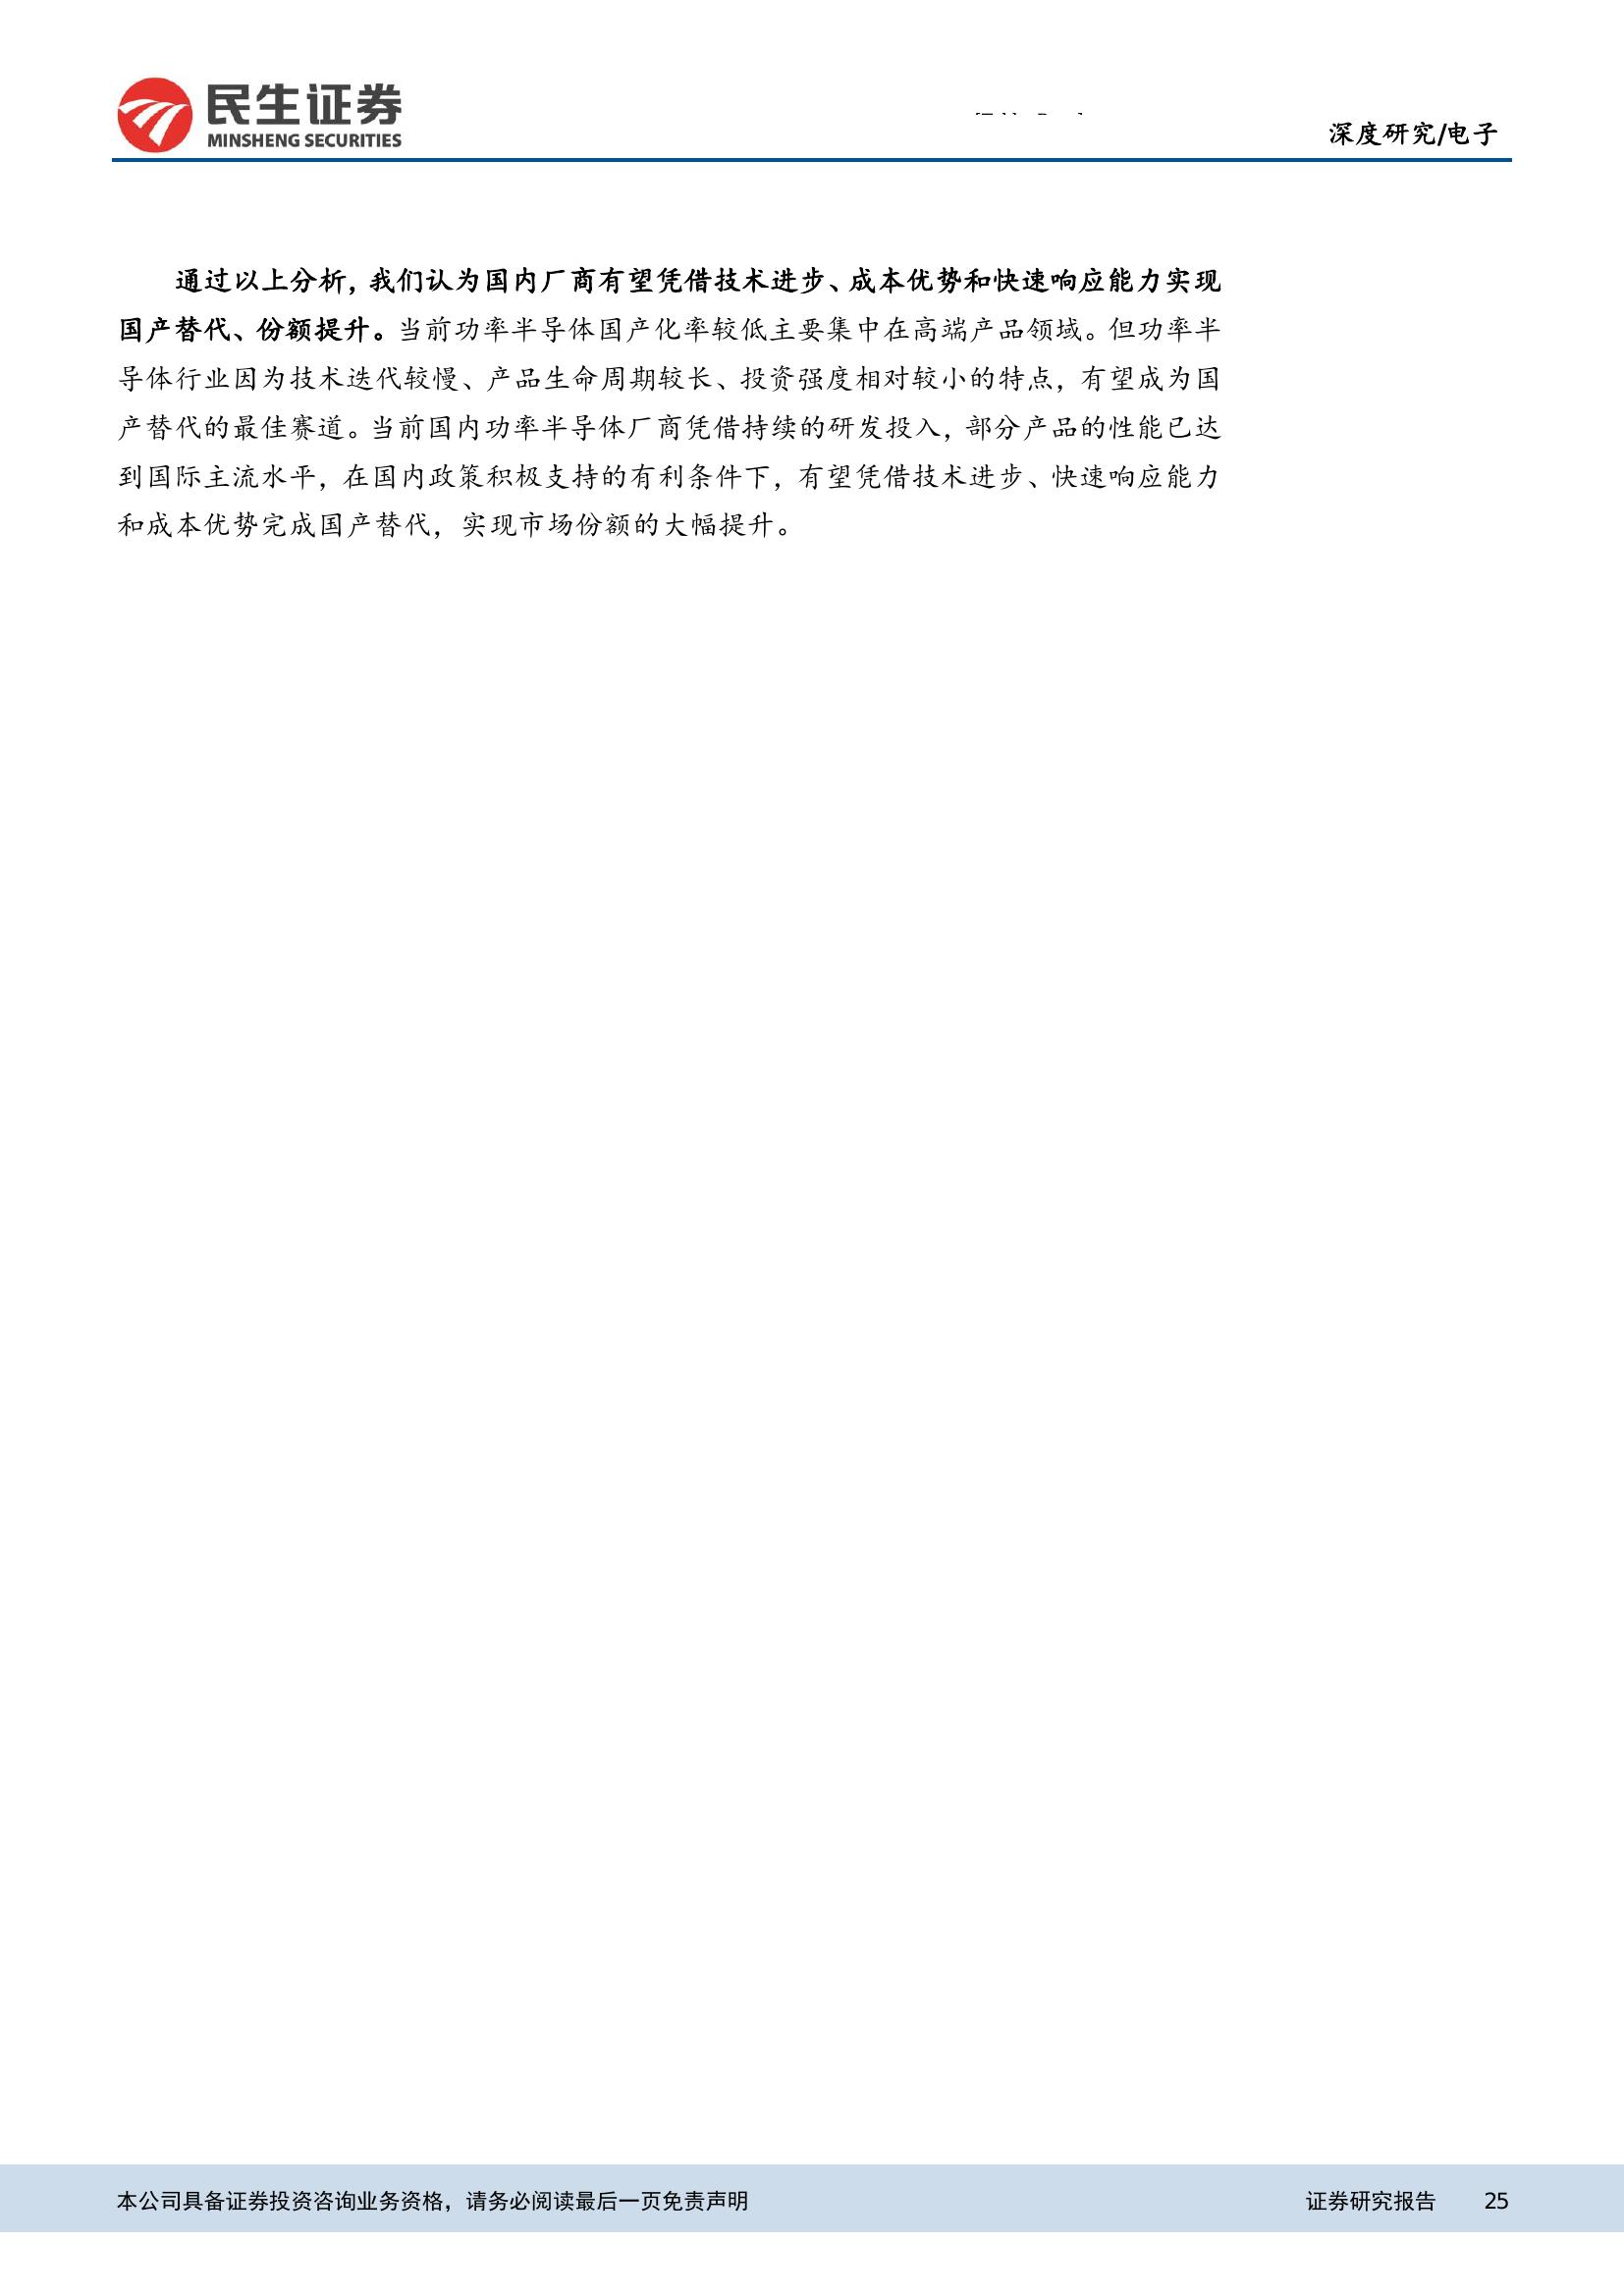 民生证券
MINSHENG SECURITIES
深度研究/电子
通过以上分析，我们认为国内厂商有望凭借技术进步、成本优势和快速响应能力实现
国产替代、份额提升。当前功率半导体国产化率较低主要集中在高端产品领域。但功率半
导体行业因为技术迭代较慢、产品生命周期较长、投资强度相对较小的特点，有望成为国
产替代的最佳赛道。当前国内功率半导体厂商凭借持续的研发投入，部分产品的性能已达
到国际主流水平，在国内政策积极支持的有利条件下，有望凭借技术进步、快速响应能力
和成本优势完成国产替代，实现市场份额的大幅提升。
本公司具备证券投资咨询业务资格，请务必阅读最后一页免责声明
证券研究报告 25